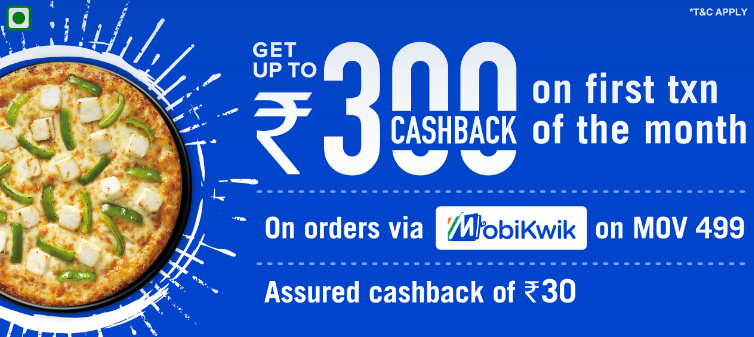 *T&C APPLY
GET
UP TO
₹300
CASHBACK
on first txn
of the month
On orders via MobiKwik on MOV 499
Assured cashback of ₹30